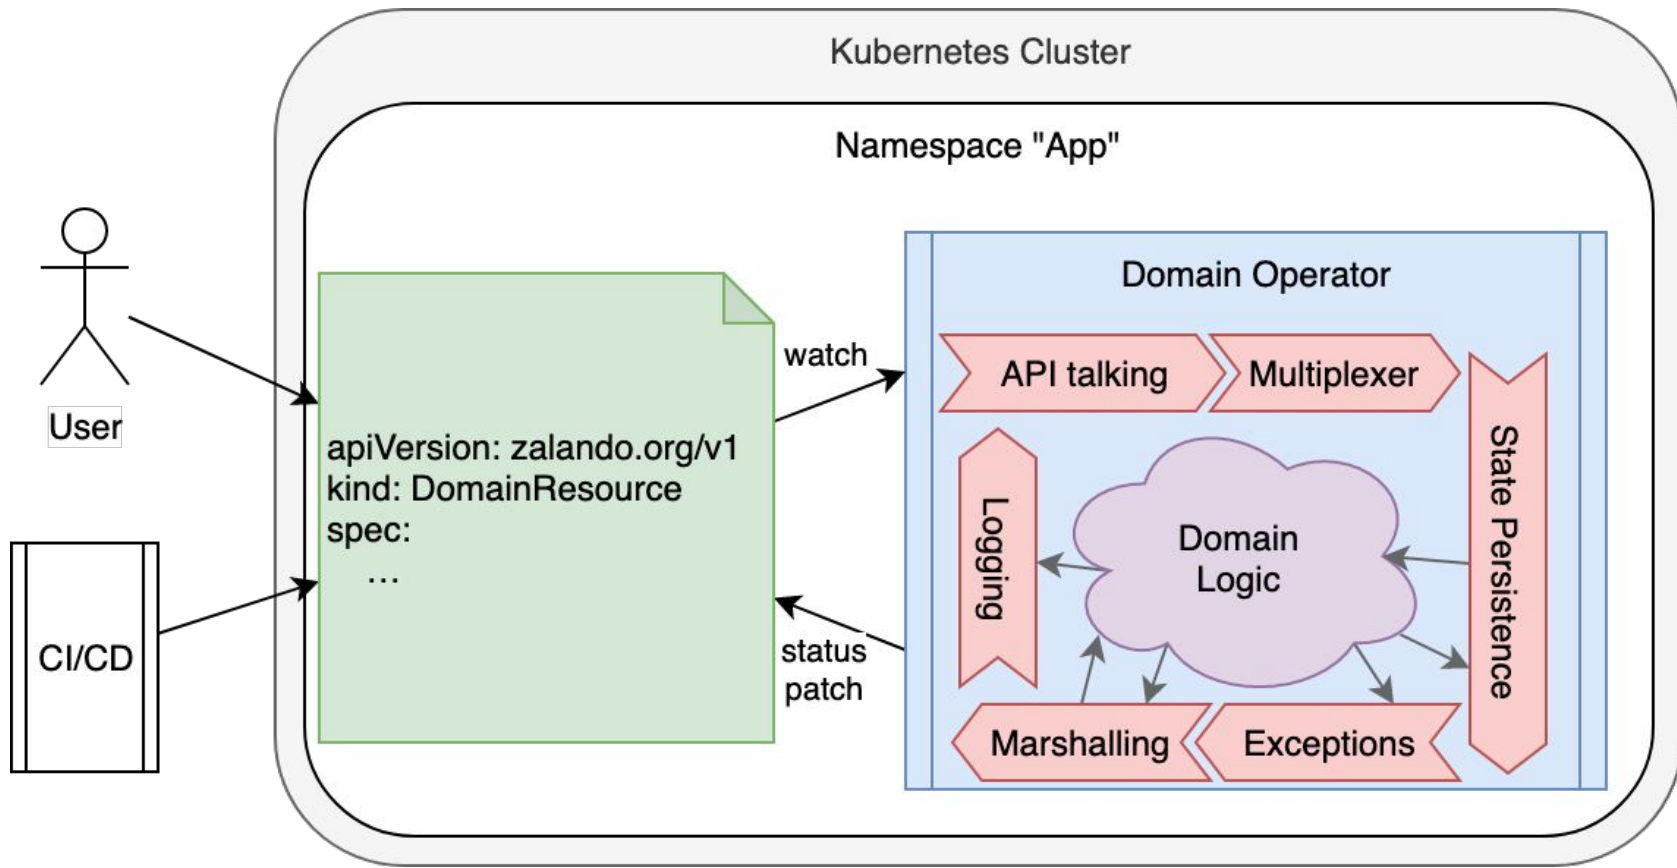 Kubernetes Cluster
Namespace "App"
User
CI/CD
apiVersion: zalando.org/v1
kind: DomainResource
spec:
...
watch
status
patch
Domain Operator
API talking
Multiplexer
State Persistence
Logging
Domain
Logic
Marshalling
Exceptions